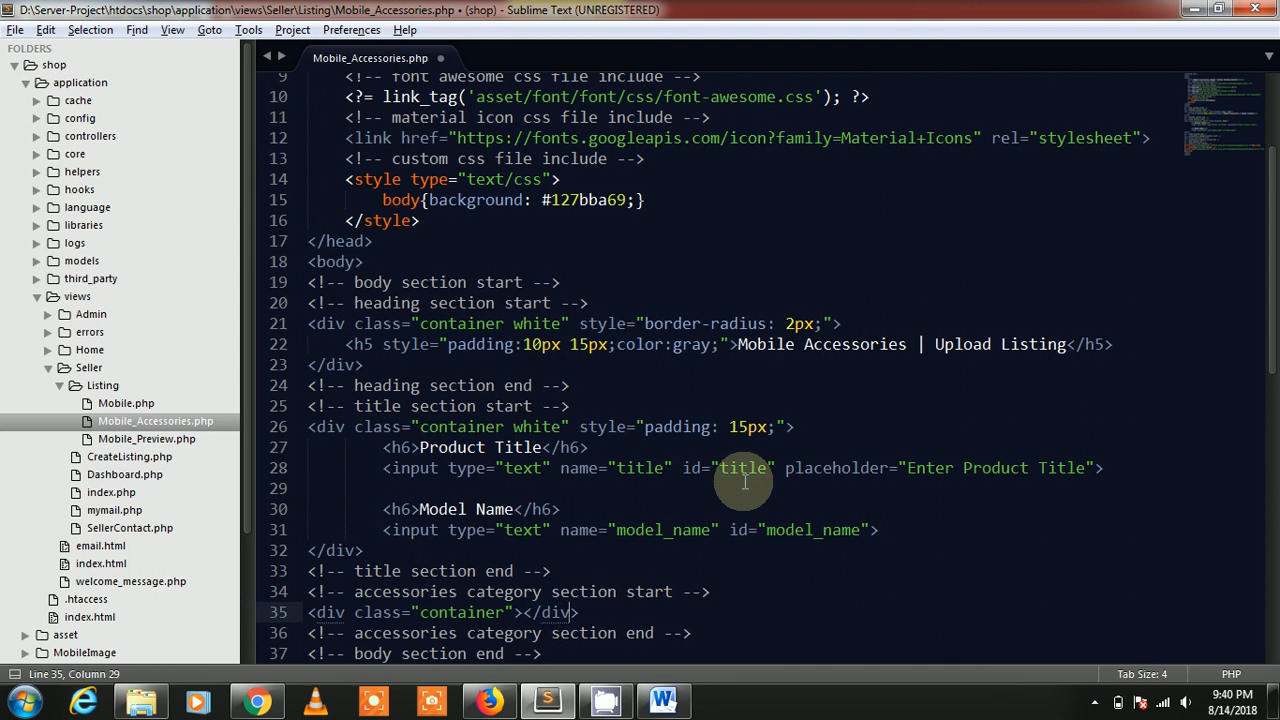 D:\Server-Project\htdocs\shop\application\views\Seller\Listing\Mobile_Accessories.php • (shop) - Sublime Text (UNREGISTERED)
File Edit Selection Find View Goto Tools Project Preferences Help
FOLDERS
shop
application
cache
config
controllers
core
helpers
hooks
language
libraries
logs
models
third_party
views
Admin
errors
Home
Seller
Listing
Mobile.php
Mobile_Accessories.php
Mobile_Preview.php
CreateListing.php
Dashboard.php
index.php
mymail.php
SellerContact.php
email.html
index.html
welcome_message.php
.htaccess
index.html
asset
MobileImage
Mobile_Accessories.php
9 <!-- font awesome css file include -->
10 <?= link_tag('asset/font/font/css/font-awesome.css'); ?>
11 <!-- material icon css file include -->
12 <link href="https://fonts.googleapis.com/icon?family=Material+Icons" rel="stylesheet">
13 <!-- custom css file include -->
14 <style type="text/css">
15 body{background: #127bba69;}
16 </style>
17 </head>
18 <body>
19 <!-- body section start -->
20 <!-- heading section start -->
21 <div class="container white" style="border-radius: 2px;">
22 <h5 style="padding:10px 15px;color:gray;">Mobile Accessories | Upload Listing</h5>
23 </div>
24 <!-- heading section end -->
25 <!-- title section start -->
26 <div class="container white" style="padding: 15px;">
27 <h6>Product Title</h6>
28 <input type="text" name="title" id="title" placeholder="Enter Product Title">
29
30 <h6>Model Name</h6>
31 <input type="text" name="model_name" id="model_name">
32 </div>
33 <!-- title section end -->
34 <!-- accessories category section start -->
35 <div class="container"></div>
36 <!-- accessories category section end -->
37 <!-- body section end -->
Line 35, Column 29 Tab Size: 4 PHP
9:40 PM
8/14/2018